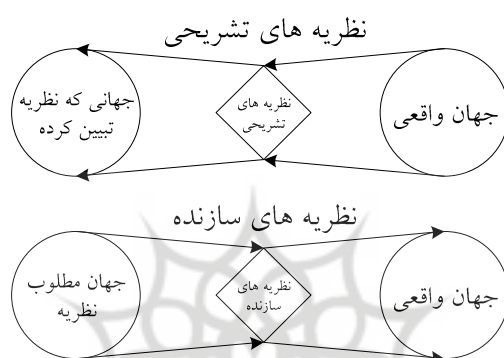 نظریه های تشریحی
جهان واقعی
نظریه های
تشریحی
جهانی که نظریه
تبیین کرده
نظریه های سازنده
جهان واقعی
نظریه های
سازنده
جهان مطلوب
نظریه